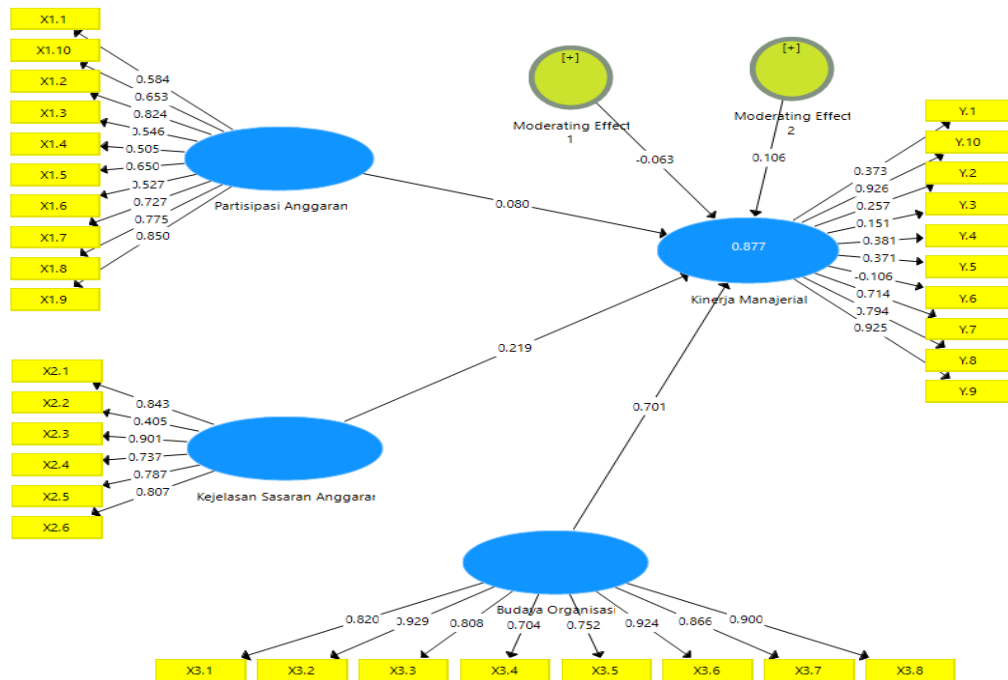 X1.1
X1.10
X1.2
X1.3
X1.4
X1.5
X1.6
X1.7
X1.8
X1.9
0.584
0.653
0.824
0.546
0.505
0.650
0.527
0.727
0.775
0.850
Partisipasi Anggaran
[+]
Moderating Effect
1
-0.063
[+]
Moderating Effect
2
0.106
0.080
0.877
Kinerja Manajerial
0.373
0.926
0.257
0.151
0.381
0.371
-0.106
0.714
0.794
0.925
Y.1
Y.10
Y.2
Y.3
Y.4
Y.5
Y.6
Y.7
Y.8
Y.9
0.219
0.701
X2.1
X2.2
X2.3
X2.4
X2.5
X2.6
0.843
0.405
0.901
0.737
0.787
0.807
Kejelasan Sasaran Anggaran
Budaya Organisasi
0.820
0.929
0.808
0.704
0.752
0.924
0.866
0.900
X3.1
X3.2
X3.3
X3.4
X3.5
X3.6
X3.7
X3.8